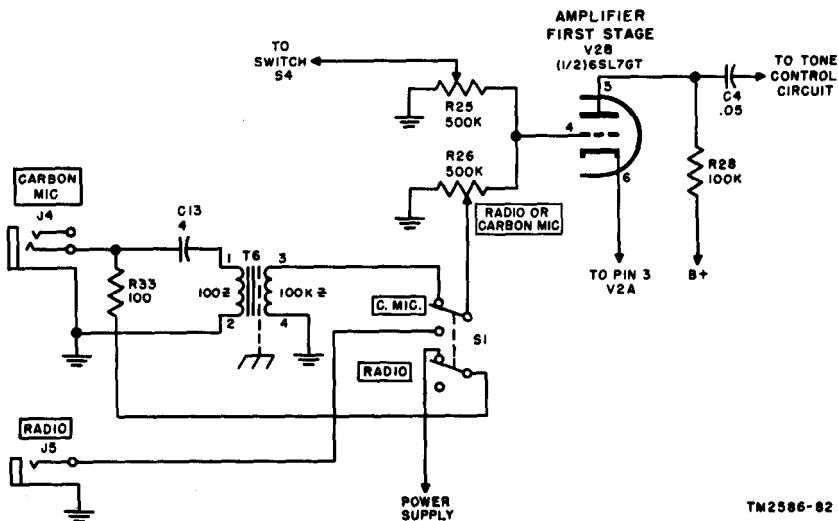 AMPLIFIER
FIRST STAGE
V2B
(1/2)6SL7GT
TO
SWITCH
S4
TO TONE
CONTROL
CIRCUIT
5
C4
.05
R25
500K
4
R26
500K
6
R28
100K
CARBON
MIC
J4
C13
4
RADIO OR
CARBON MIC
R33
100
1
T6
3
100Ƶ
100KƵ
2
4
TO PIN 3
V2A
B+
C. MIC.
S1
RADIO
RADIO
J5
POWER
SUPPLY
TM2586-82